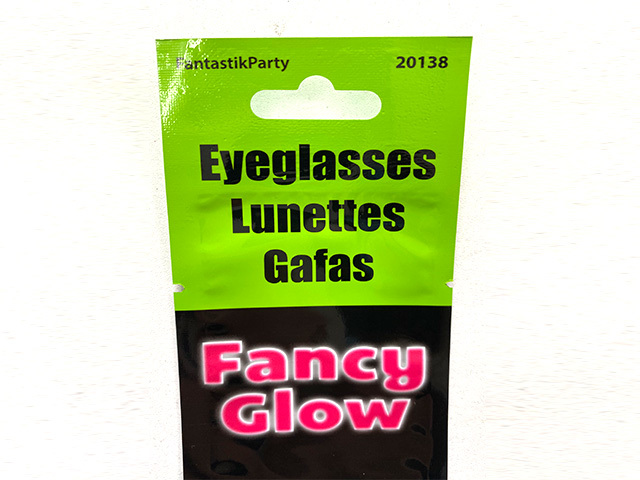 FantastikParty 20138
Eyeglasses
Lunettes
Gafas
Fancy
Glow